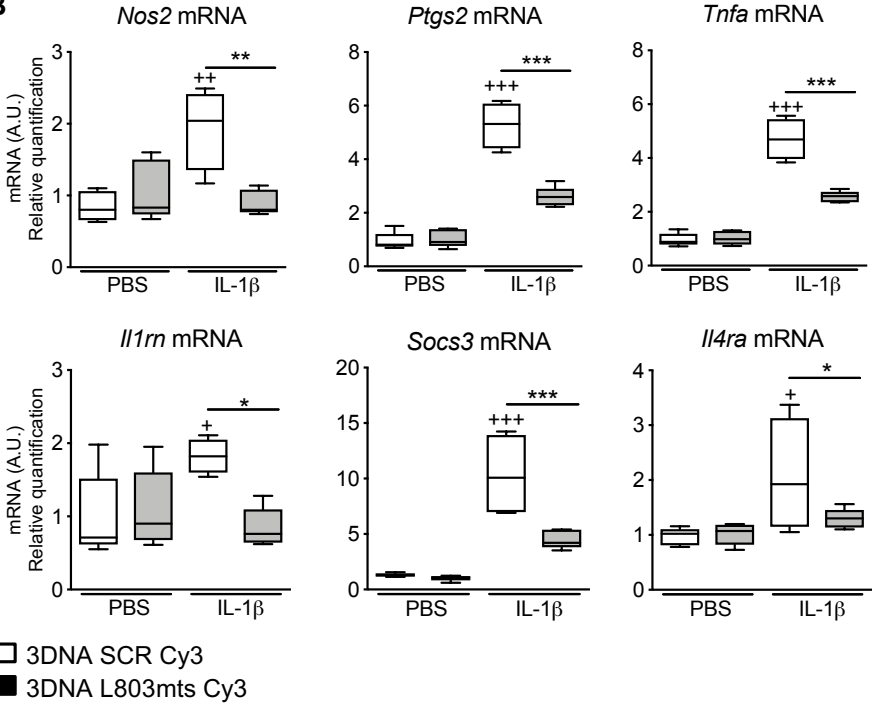 B
Nos2 mRNA
Ptgs2 mRNA
Tnfa mRNA
mRNA (A.U.)
Relative quantification
3
2
1
0
++
**
PBS
IL-1β
8
6
4
2
0
+++
***
PBS
IL-1β
8
6
4
2
0
+++
***
PBS
IL-1β
Il1rn mRNA
Socs3 mRNA
Il4ra mRNA
mRNA (A.U.)
Relative quantification
3
2
1
0
+
*
PBS
IL-1β
20
15
10
5
0
+++
***
PBS
IL-1β
4
3
2
1
0
+
*
PBS
IL-1β
3DNA SCR Cy3
3DNA L803mts Cy3